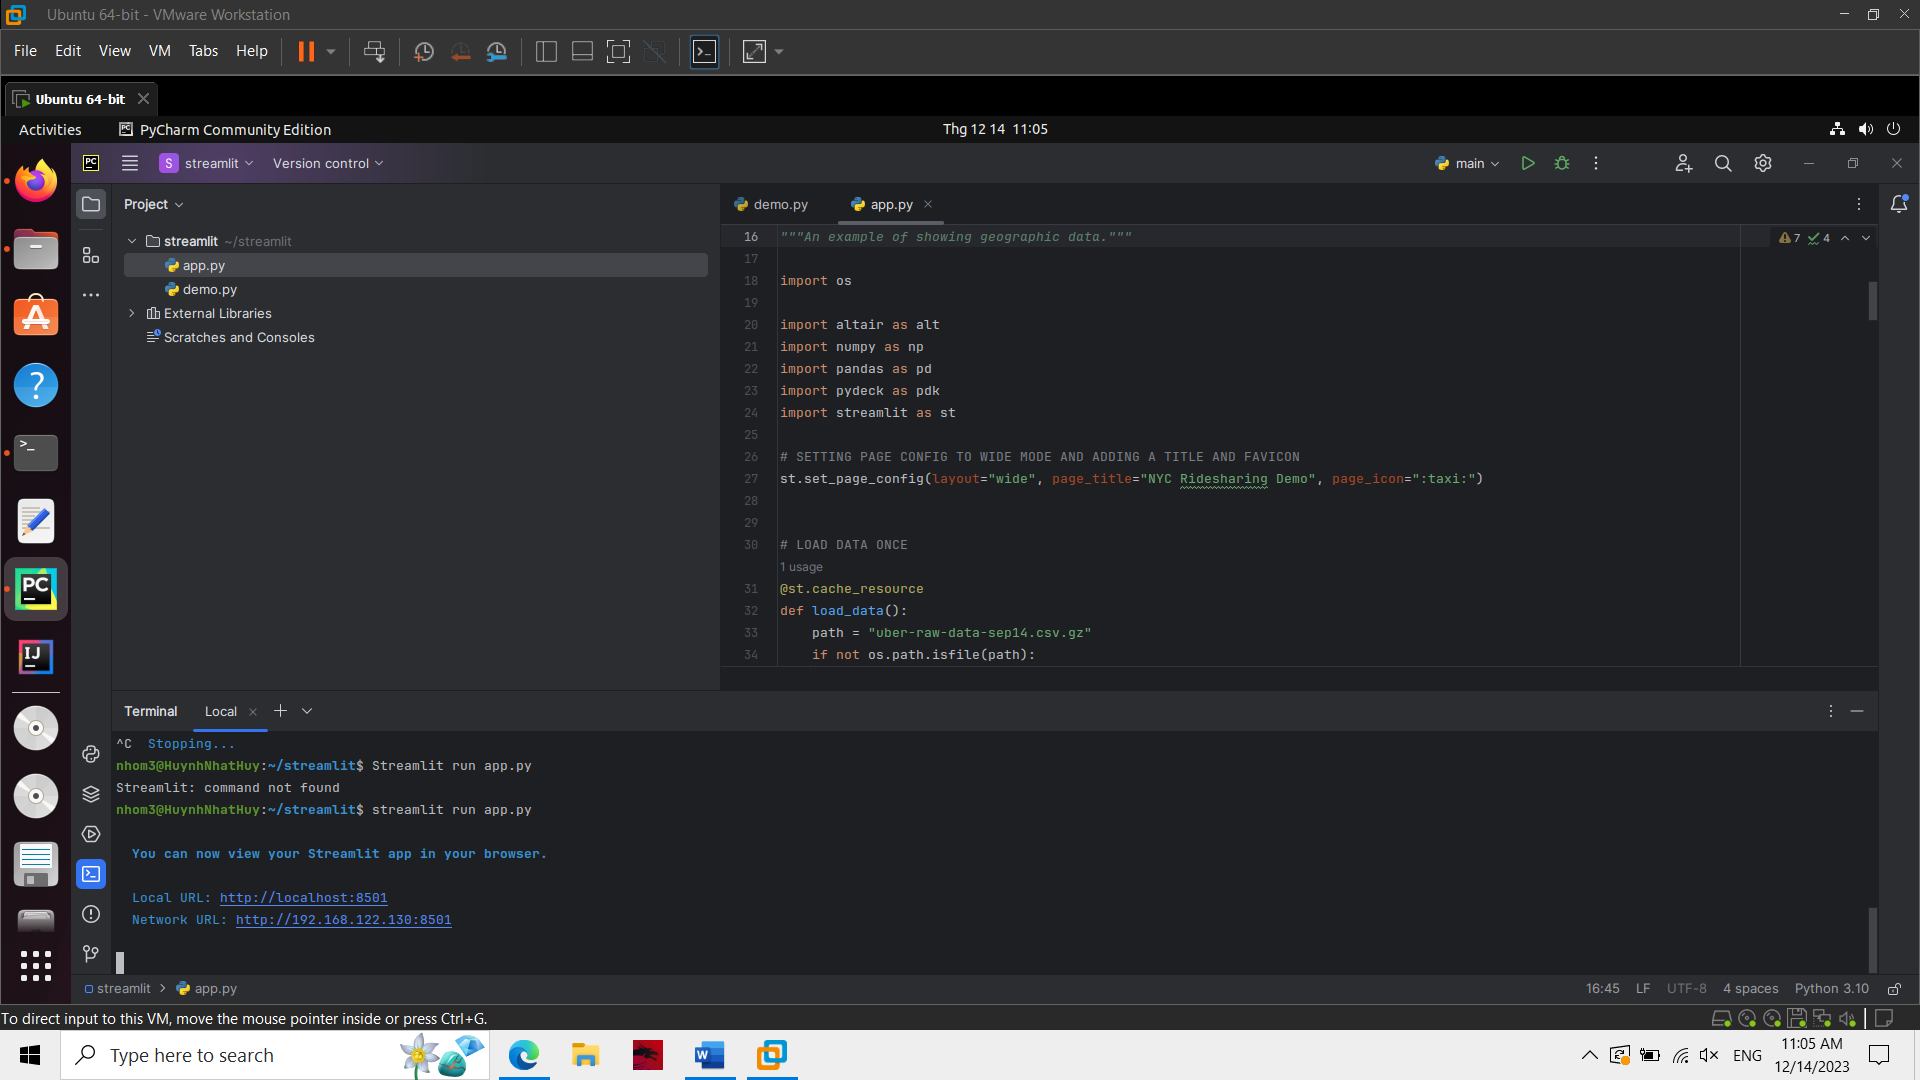 Ubuntu 64-bit - VMware Workstation
File Edit View VM Tabs Help
Ubuntu 64-bit
Activities PyCharm Community Edition Thg 12 14 11:05
PC S streamlit Version control main
Project
demo.py app.py
streamlit ~/streamlit
app.py
demo.py
External Libraries
Scratches and Consoles
7 4
16 """An example of showing geographic data."""
17
18 import os
19
20 import altair as alt
21 import numpy as np
22 import pandas as pd
23 import pydeck as pdk
24 import streamlit as st
25
26 # SETTING PAGE CONFIG TO WIDE MODE AND ADDING A TITLE AND FAVICON
27 st.set_page_config(layout="wide", page_title="NYC Ridesharing Demo", page_icon=":taxi:")
28
29
30 # LOAD DATA ONCE
1 usage
31 @st.cache_resource
32 def load_data():
33 path = "uber-raw-data-sep14.csv.gz"
34 if not os.path.isfile(path):
PC
IJ
Terminal Local
^C Stopping...
nhom3@HuynhNhatHuy:~/streamlit$ Streamlit run app.py
Streamlit: command not found
nhom3@HuynhNhatHuy:~/streamlit$ streamlit run app.py
You can now view your Streamlit app in your browser.
Local URL: http://localhost:8501
Network URL: http://192.168.122.130:8501
streamlit > app.py 16:45 LF UTF-8 4 spaces Python 3.10
To direct input to this VM, move the mouse pointer inside or press Ctrl+G.
Type here to search
W
ENG
11:05 AM
12/14/2023